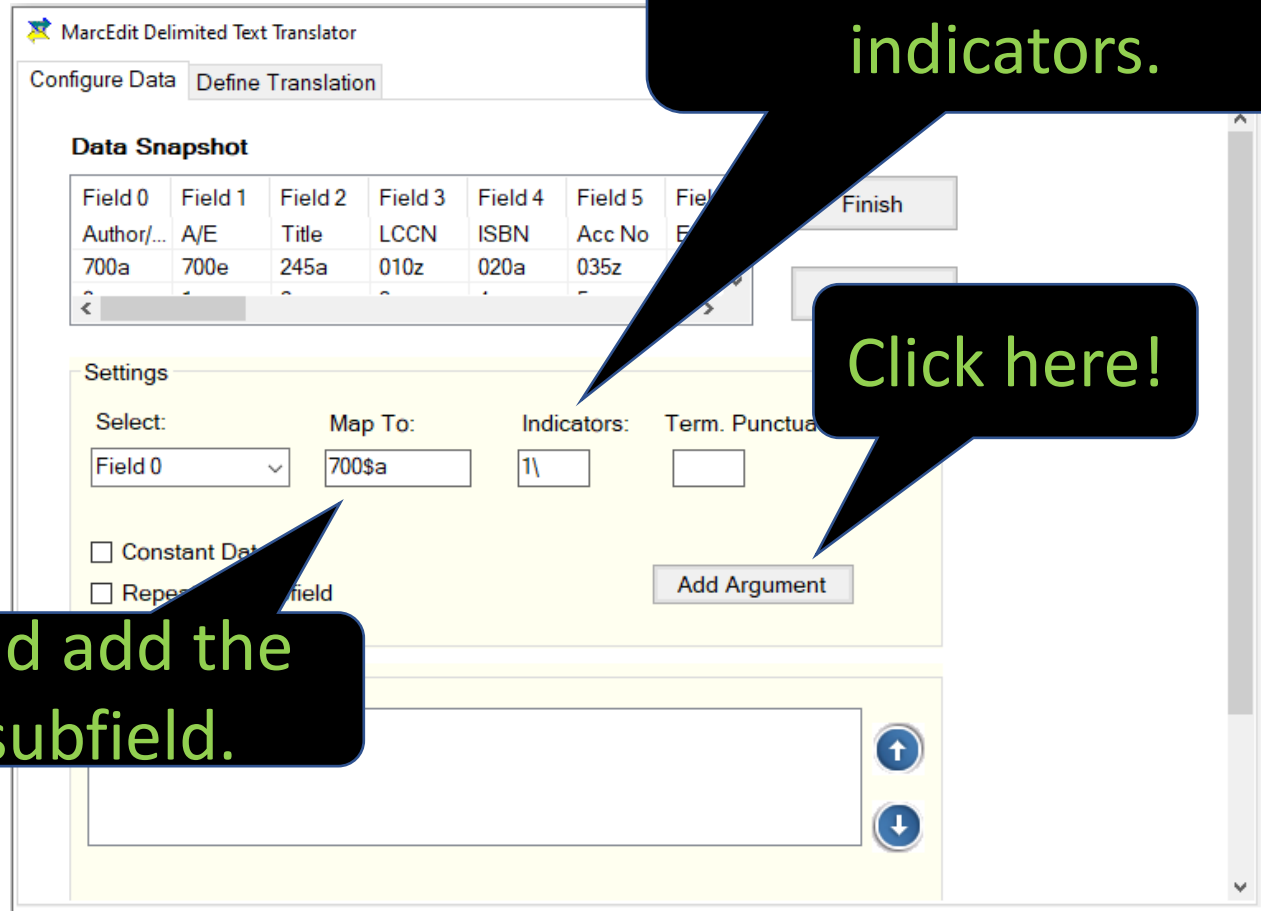 MarcEdit Delimited Text Translator
indicators.
Configure Data Define Translation
Data Snapshot
Field 0 Field 1 Field 2 Field 3 Field 4 Field 5
Finish
Author/... A/E Title LCCN ISBN Acc No
700a 700e 245a 010z 020a 035z
Click here!
Settings
Select: Map To: Indicators: Term.
Field 0 700$a 1\
Constant
Add Argument
add the
subfield.